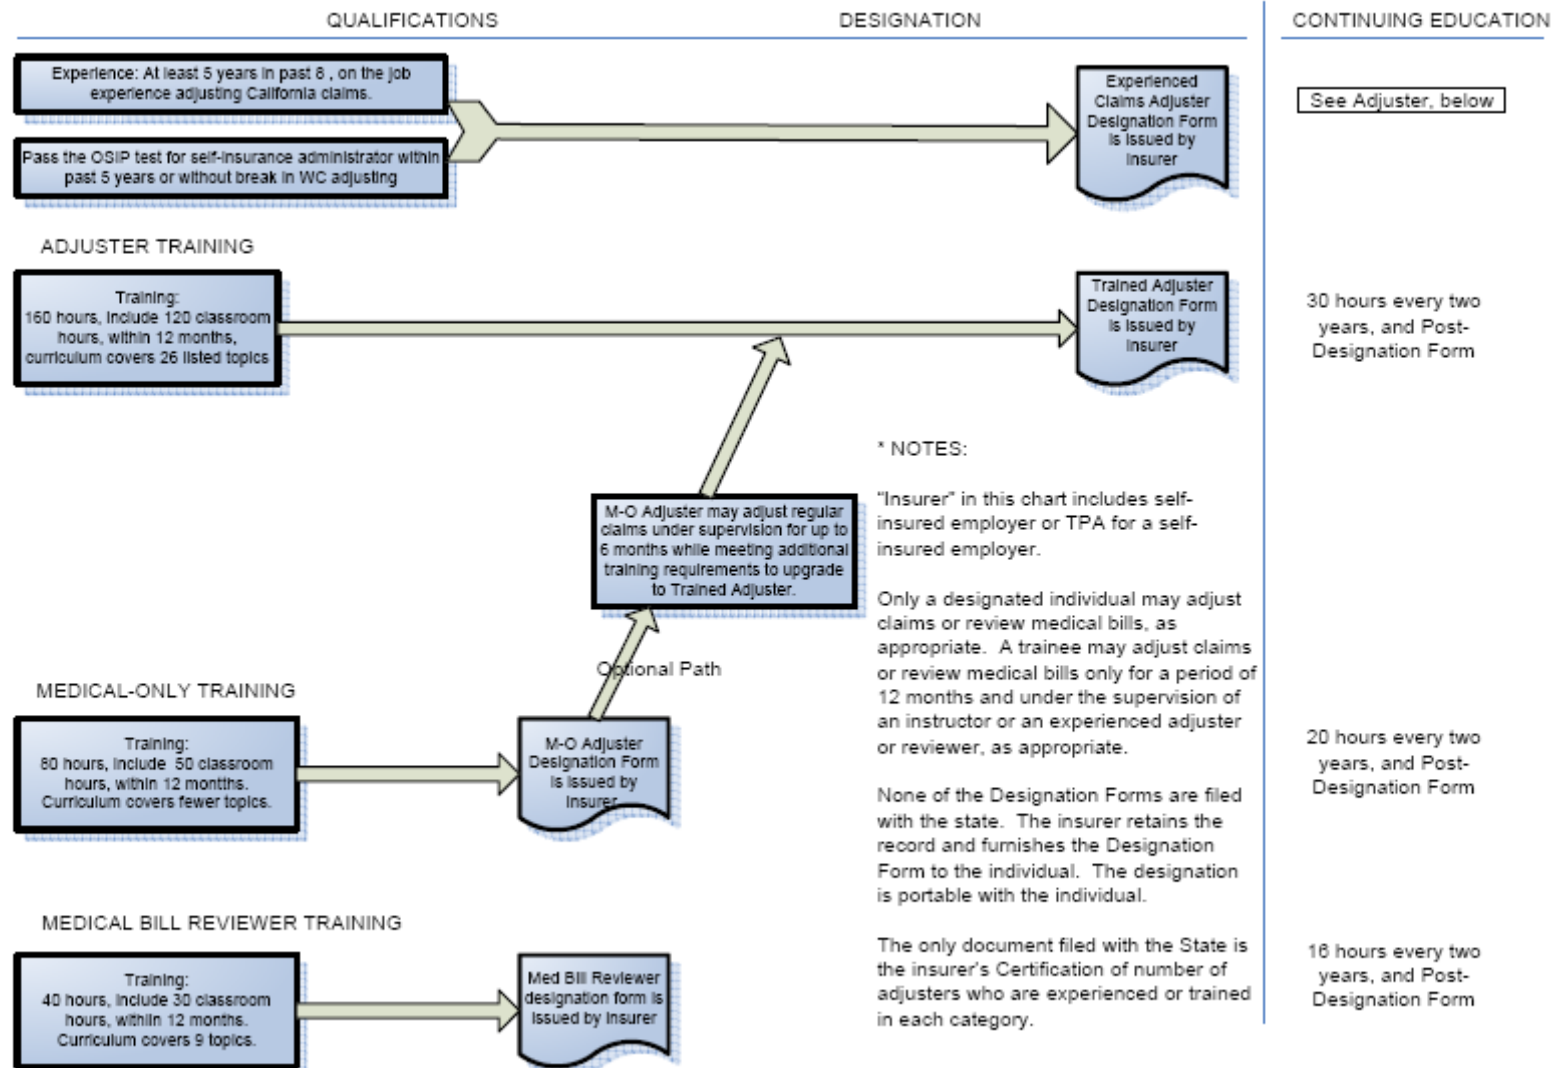 QUALIFICATIONS
DESIGNATION
CONTINUING EDUCATION
Experience: At least 5 years in past 8 , on the job
experience adjusting California claims.
Pass the OSIP test for self-insurance administrator within
past 5 years or without break in WC adjusting
Experienced
Claims Adjuster
Designation Form
is issued by
Insurer
See Adjuster, below
ADJUSTER TRAINING
Training:
160 hours, include 120 classroom
hours, within 12 months,
curriculum covers 26 listed topics
Trained Adjuster
Designation Form
is issued by
Insurer
30 hours every two
years, and Post-
Designation Form
M-O Adjuster may adjust regular
claims under supervision for up to
6 months while meeting additional
training requirements to upgrade
to Trained Adjuster.
Optional Path
* NOTES:
"Insurer" in this chart includes self-
insured employer or TPA for a self-
insured employer.
Only a designated individual may adjust
claims or review medical bills, as
appropriate. A trainee may adjust claims
or review medical bills only for a period of
12 months and under the supervision of
an instructor or an experienced adjuster
or reviewer, as appropriate.
None of the Designation Forms are filed
with the state. The insurer retains the
record and furnishes the Designation
Form to the individual. The designation
is portable with the individual.
The only document filed with the State is
the insurer's Certification of number of
adjusters who are experienced or trained
in each category.
MEDICAL-ONLY TRAINING
Training:
80 hours, include 50 classroom
hours, within 12 montths.
Curriculum covers fewer topics.
M-O Adjuster
Designation Form
is issued by
Insurer
20 hours every two
years, and Post-
Designation Form
MEDICAL BILL REVIEWER TRAINING
Training:
40 hours, include 30 classroom
hours, within 12 months.
Curriculum covers 9 topics.
Med Bill Reviewer
designation form is
issued by Insurer
16 hours every two
years, and Post-
Designation Form